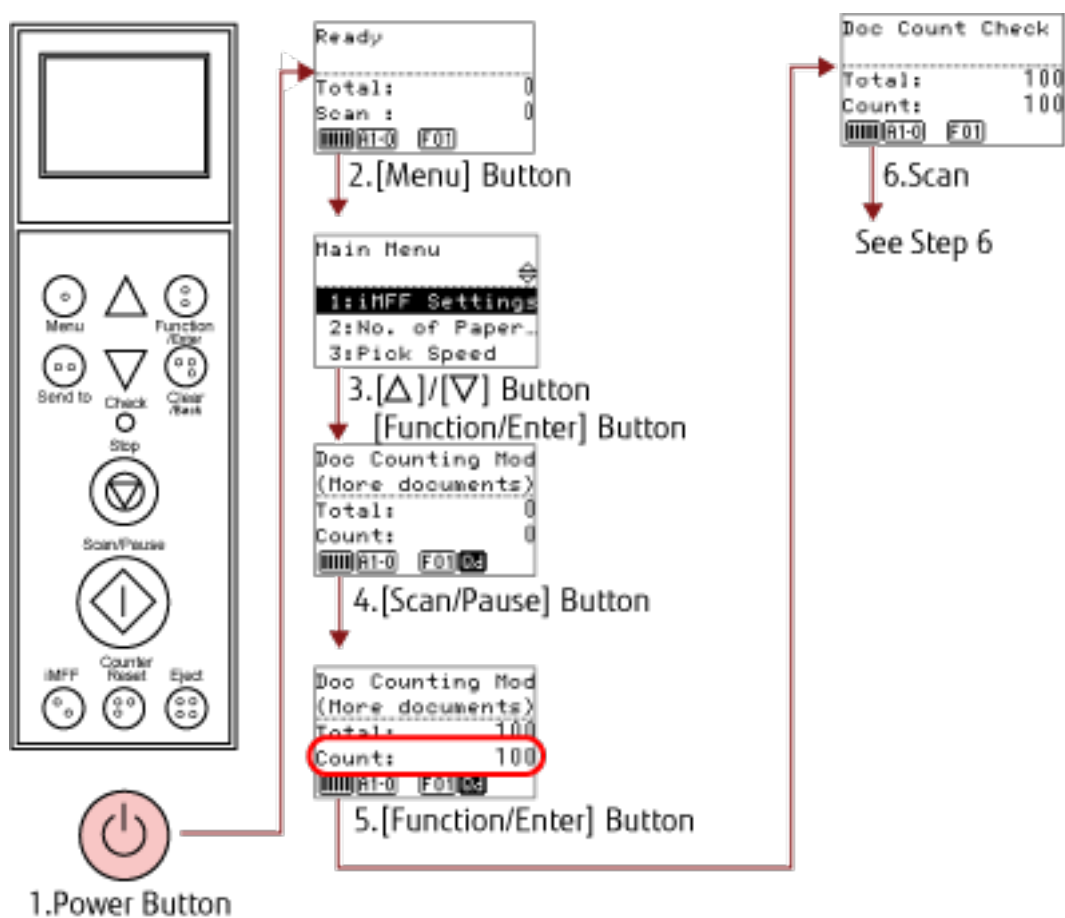 Menu
Function
/Enter
Send to
Check
Clear
/Back
Stop
Scan/Pause
iMFF
Counter
Reset
Eject
1.Power Button
Ready
Total: 0
Scan : 0
A1-0 F01
2.[Menu] Button
Main Menu
1:iMFF Settings
2:No. of Paper…
3:Pick Speed
3.[△]/[▽] Button
[Function/Enter] Button
Doc Counting Mod
(More documents)
Total: 0
Count: 0
A1-0 F01
4.[Scan/Pause] Button
Doc Counting Mod
(More documents)
Total: 100
Count: 100
A1-0 F01
5.[Function/Enter] Button
Doc Count Check
Total: 100
Count: 100
A1-0 F01
6.Scan
See Step 6